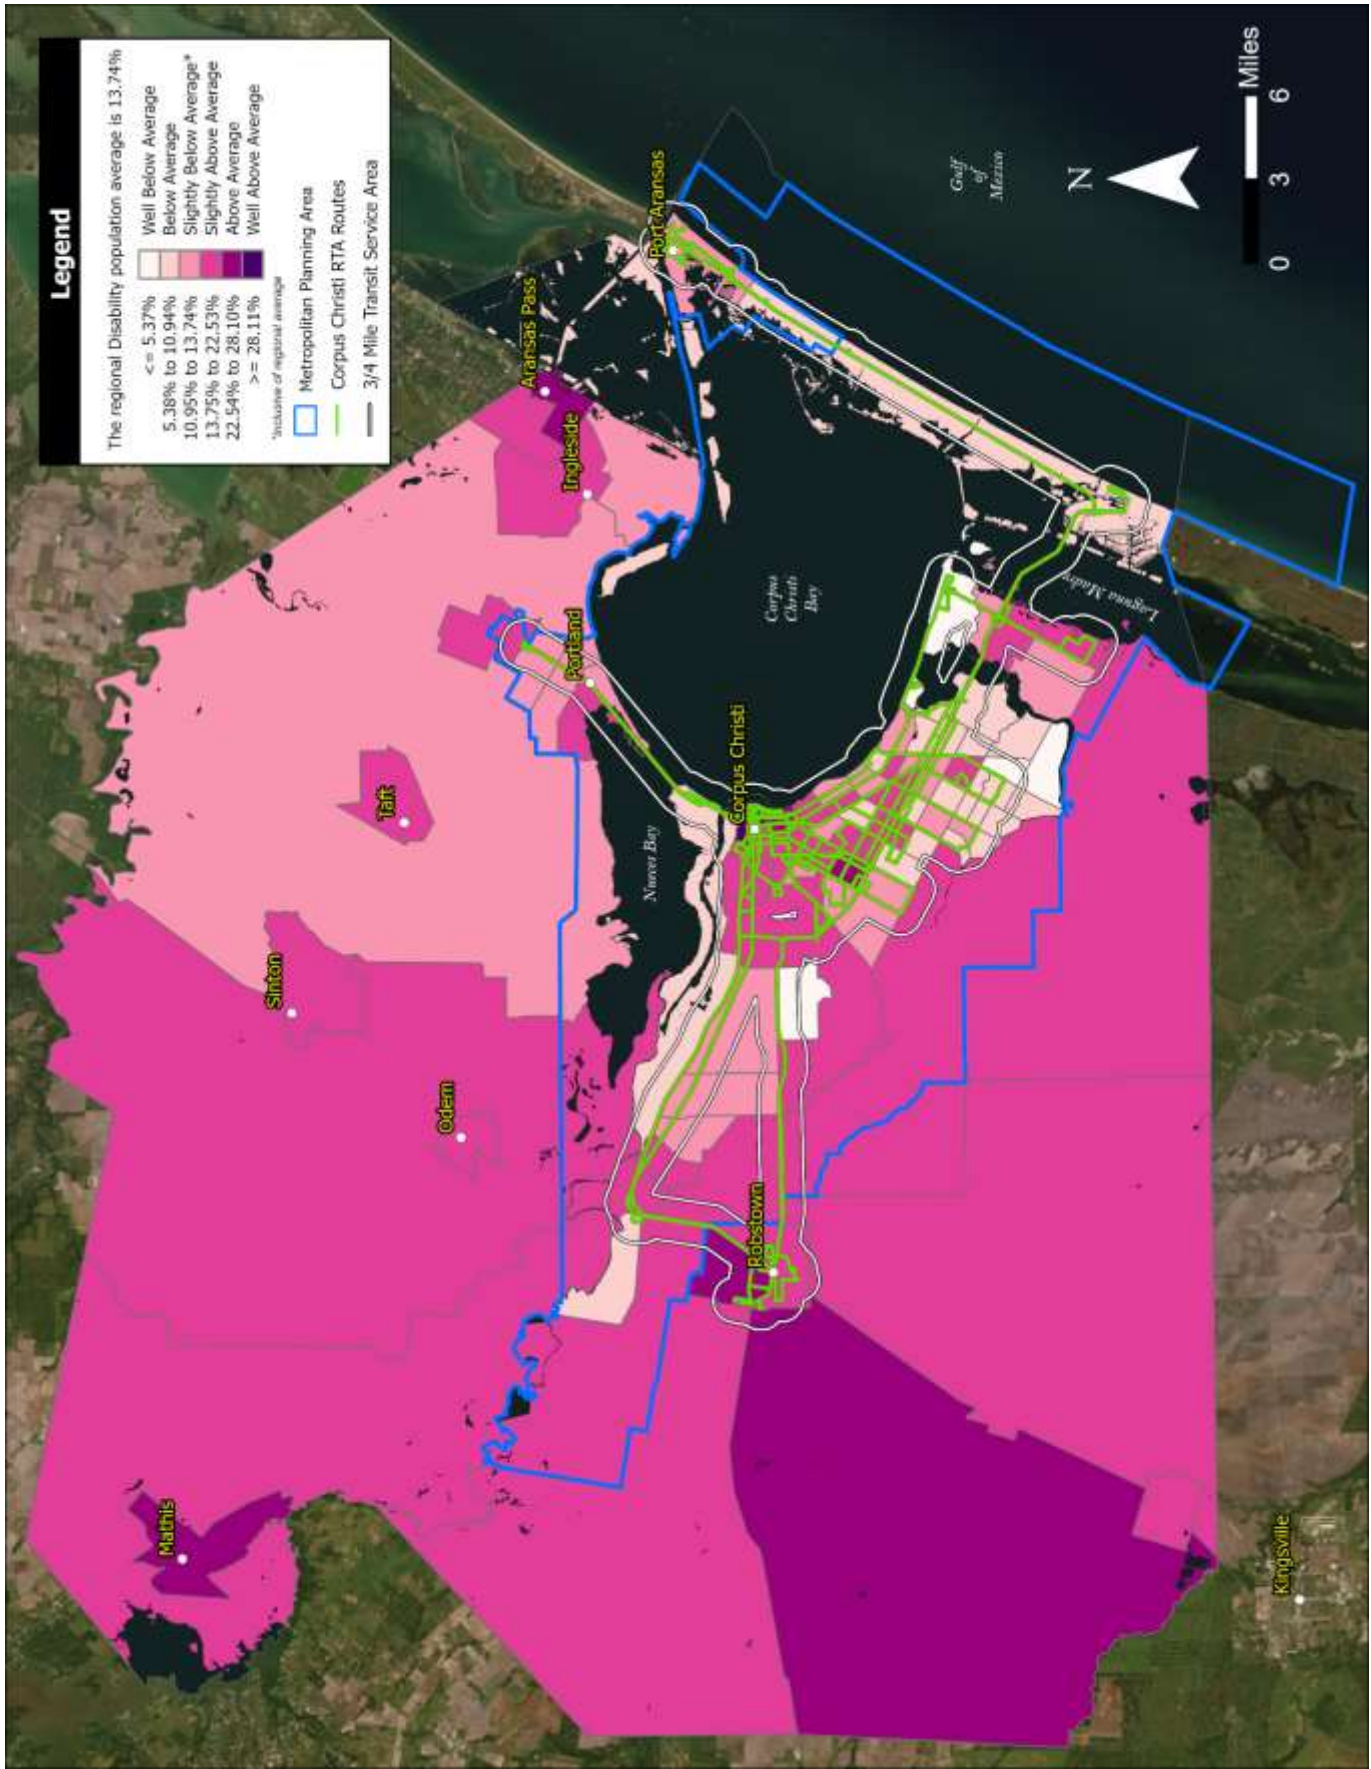 Legend
The regional Disability population average is 13.74%
<= 5.37% Well Below Average
5.38% to 10.94% Below Average
10.95% to 13.74% Slightly Below Average*
13.75% to 22.53% Slightly Above Average
22.54% to 28.10% Above Average
>= 28.11% Well Above Average
*Inclusive of regional average
Metropolitan Planning Area
Corpus Christi RTA Routes
3/4 Mile Transit Service Area
Mathis
Sinton
Taft
Odem
Aransas Pass
Ingleside
Port Aransas
Portland
Nueces Bay
Corpus Christi
Corpus
Christi
Bay
Robstown
Gulf
of
Mexico
Laguna Madre
N
Kingsville
0 3 6 Miles